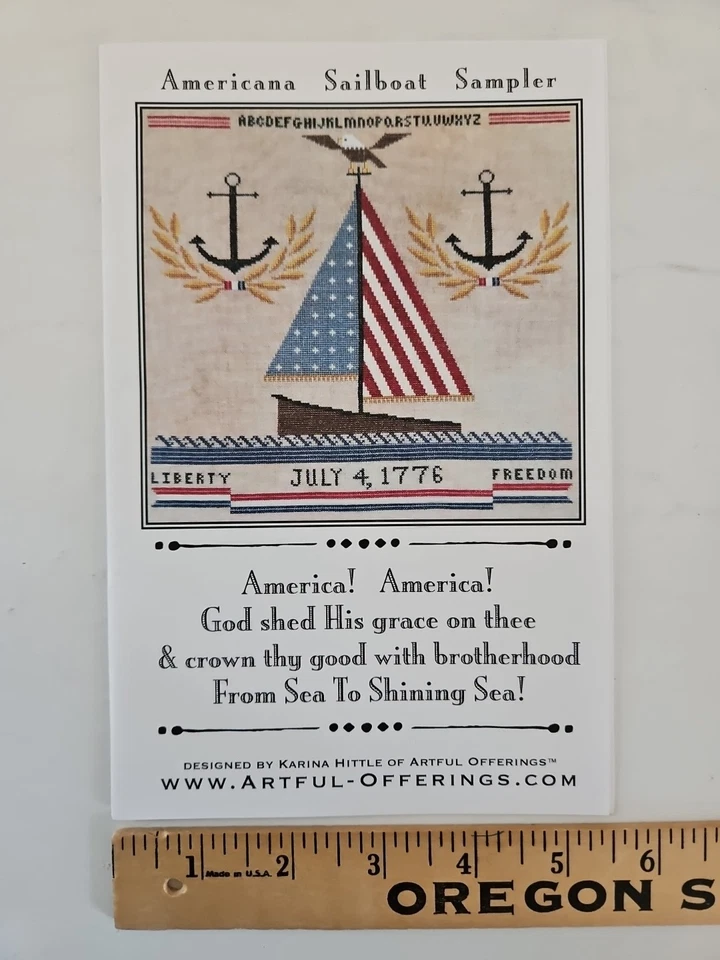 Americana Sailboat Sampler
ABCDEFGHIJKLMNOPQRSTUVWXYZ
LIBERTY JULY 4, 1776 FREEDOM
America! America!
God shed His grace on thee
& crown thy good with brotherhood
From Sea To Shining Sea!
DESIGNED BY KARINA HITTLE OF ARTFUL OFFERINGS™
WWW.ARTFUL-OFFERINGS.COM
1 Made in U.S.A. 2 3 4 5 6
OREGON S